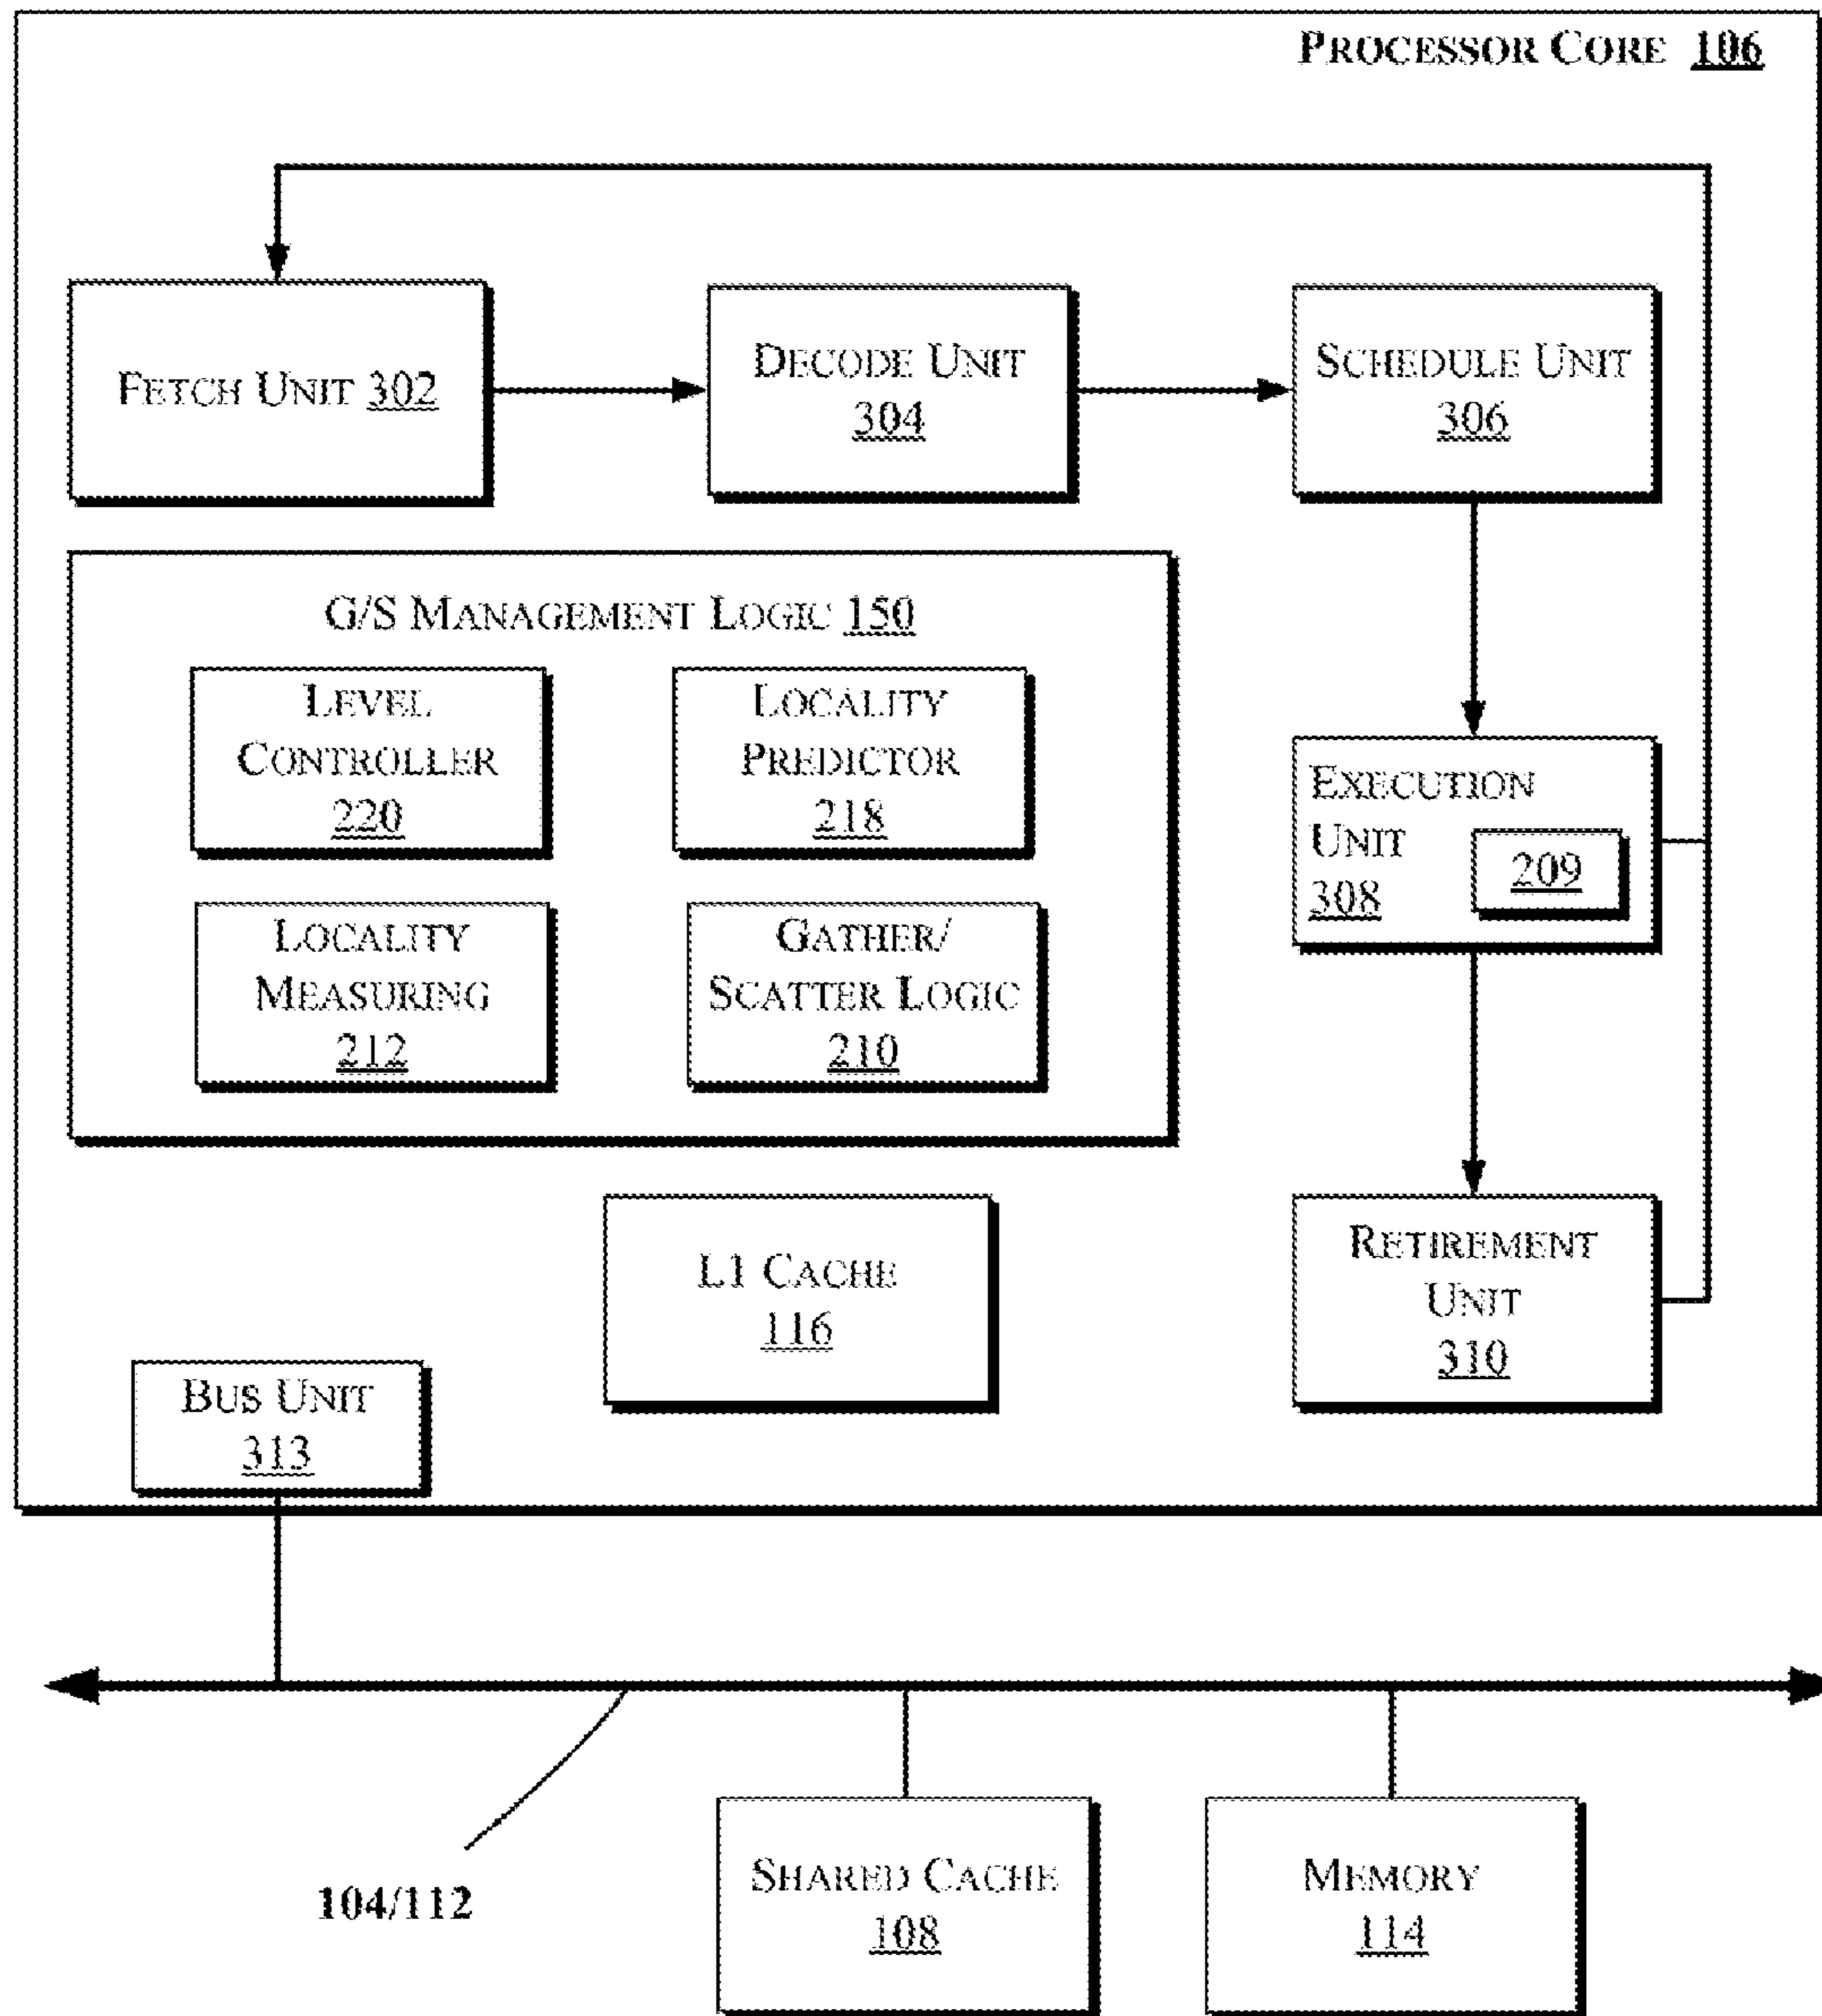 PROCESSOR CORE 106
FETCH UNIT 302
DECODE UNIT
304
SCHEDULE UNIT
306
G/S MANAGEMENT LOGIC 150
LEVEL
CONTROLLER
220
LOCALITY
PREDICTOR
218
LOCALITY
MEASURING
212
GATHER/
SCATTER LOGIC
210
EXECUTION
UNIT
308
209
L1 CACHE
116
RETIREMENT
UNIT
310
BUS UNIT
313
104/112
SHARED CACHE
108
MEMORY
114